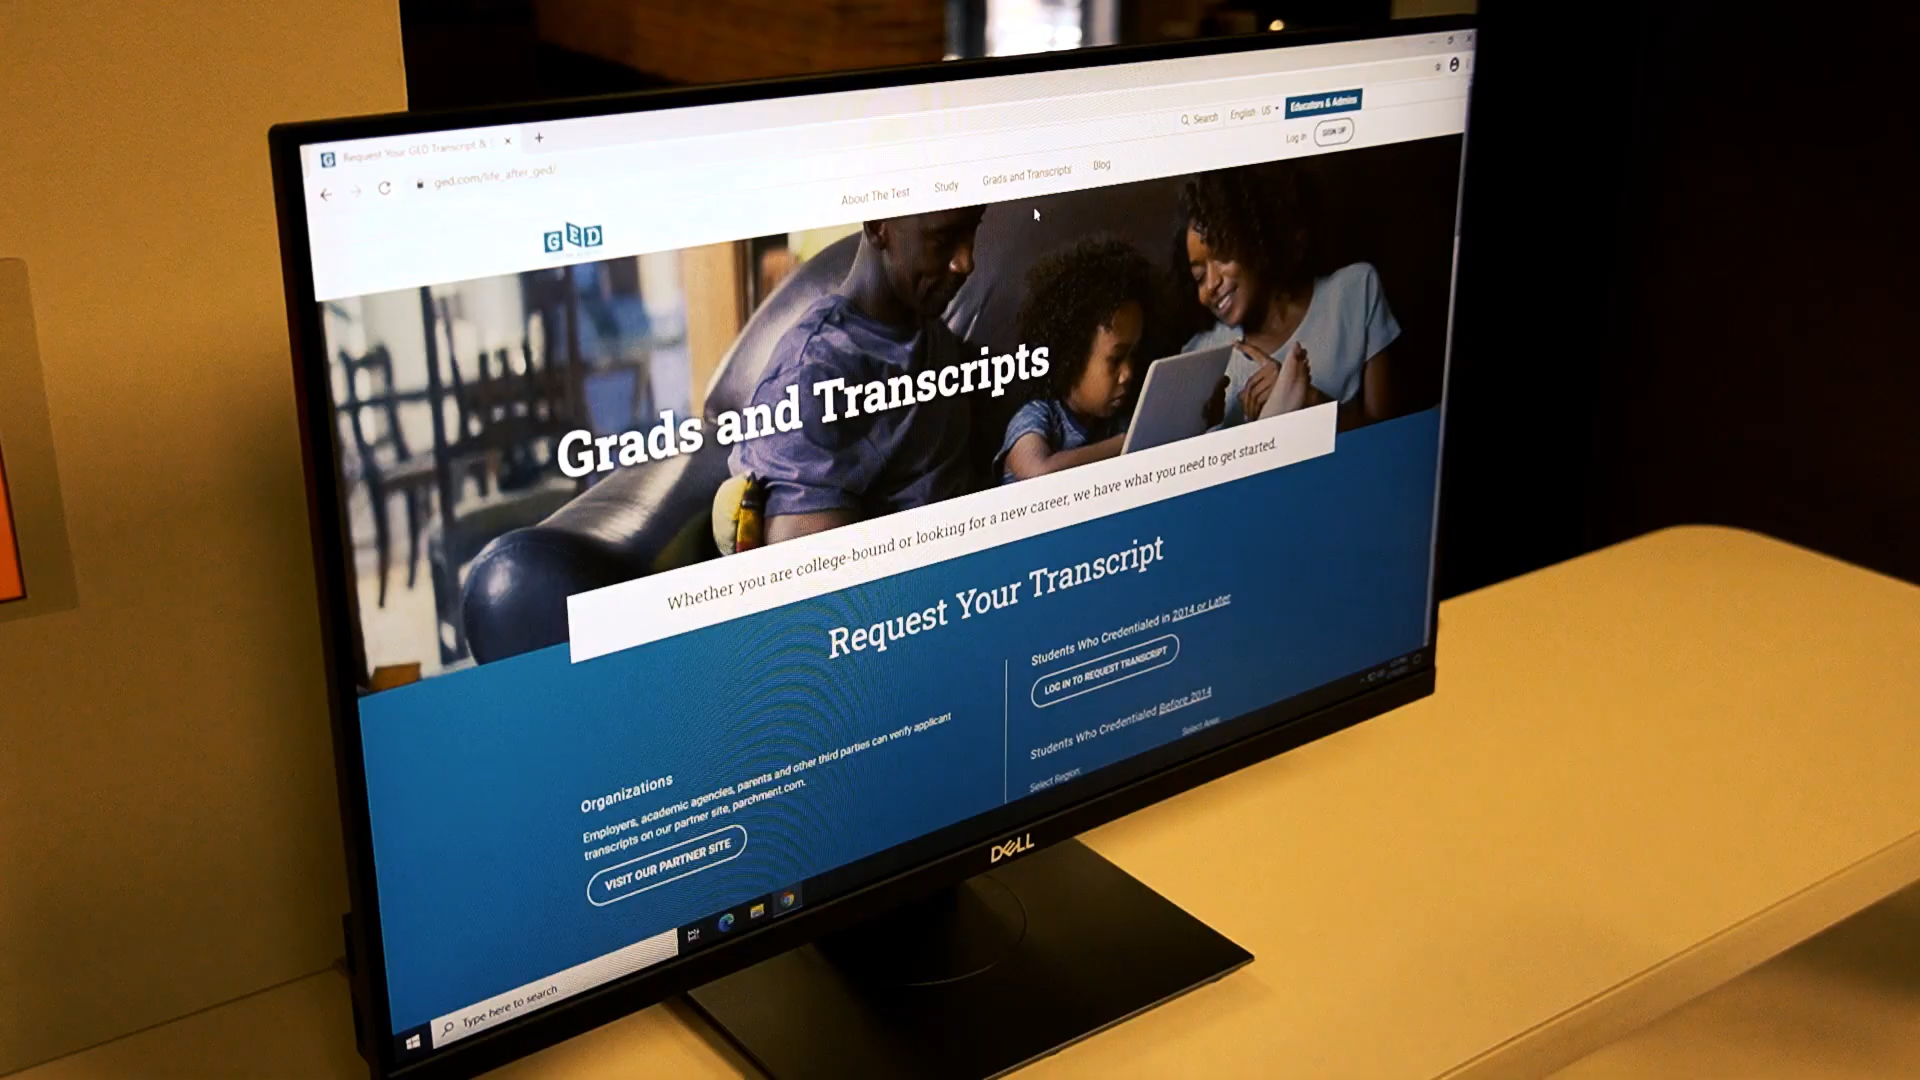 Request Your GED Transcript &
ged.com/life_after_ged/
Search
English - US
Educators & Admins
Log in
SIGN UP
GED
About The Test
Study
Grads and Transcripts
Blog
Grads and Transcripts
Whether you are college-bound or looking for a new career, we have what you need to get started.
Request Your Transcript
Organizations
Employers, academic agencies, parents and other third parties can verify applicant
transcripts on our partner site, parchment.com.
VISIT OUR PARTNER SITE
Students Who Credentialed in 2014 or Later
LOG IN TO REQUEST TRANSCRIPT
Students Who Credentialed Before 2014
Select Region:
Select Area:
Type here to search
DELL